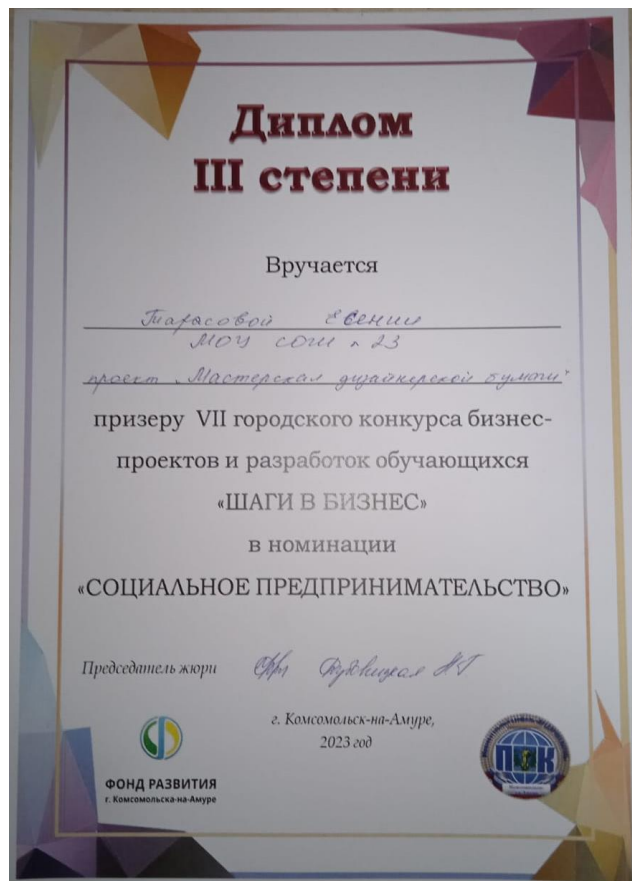 Диплом
III степени
Вручается
Тарасовой Есении
МОУ СОШ № 23
проект „Мастерская дизайнерской бумаги"
призеру VII городского конкурса бизнес-
проектов и разработок обучающихся
«ШАГИ В БИЗНЕС»
в номинации
«СОЦИАЛЬНОЕ ПРЕДПРИНИМАТЕЛЬСТВО»
Председатель жюри
НГ
г. Комсомольск-на-Амуре,
2023 год
ФОНД РАЗВИТИЯ
г. Комсомольска-на-Амуре